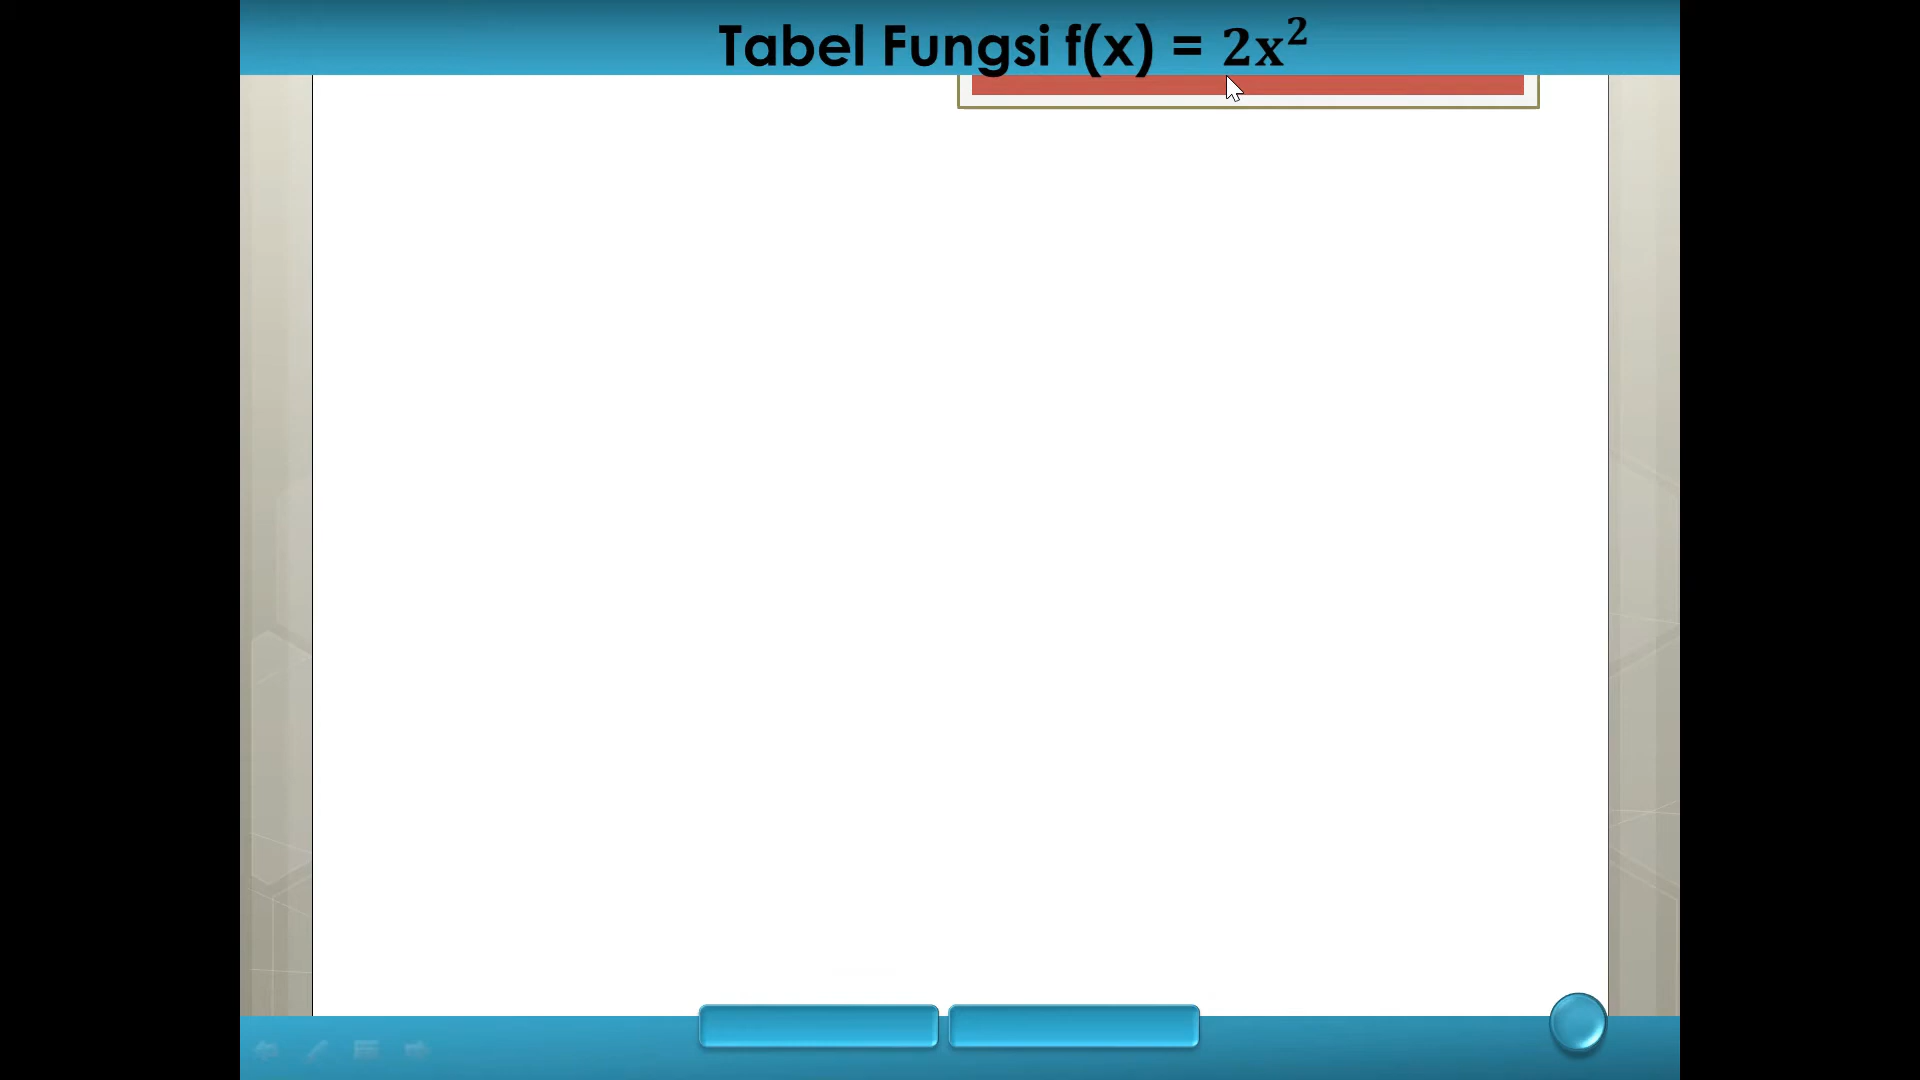 Tabel Fungsi f(x) = 2x²